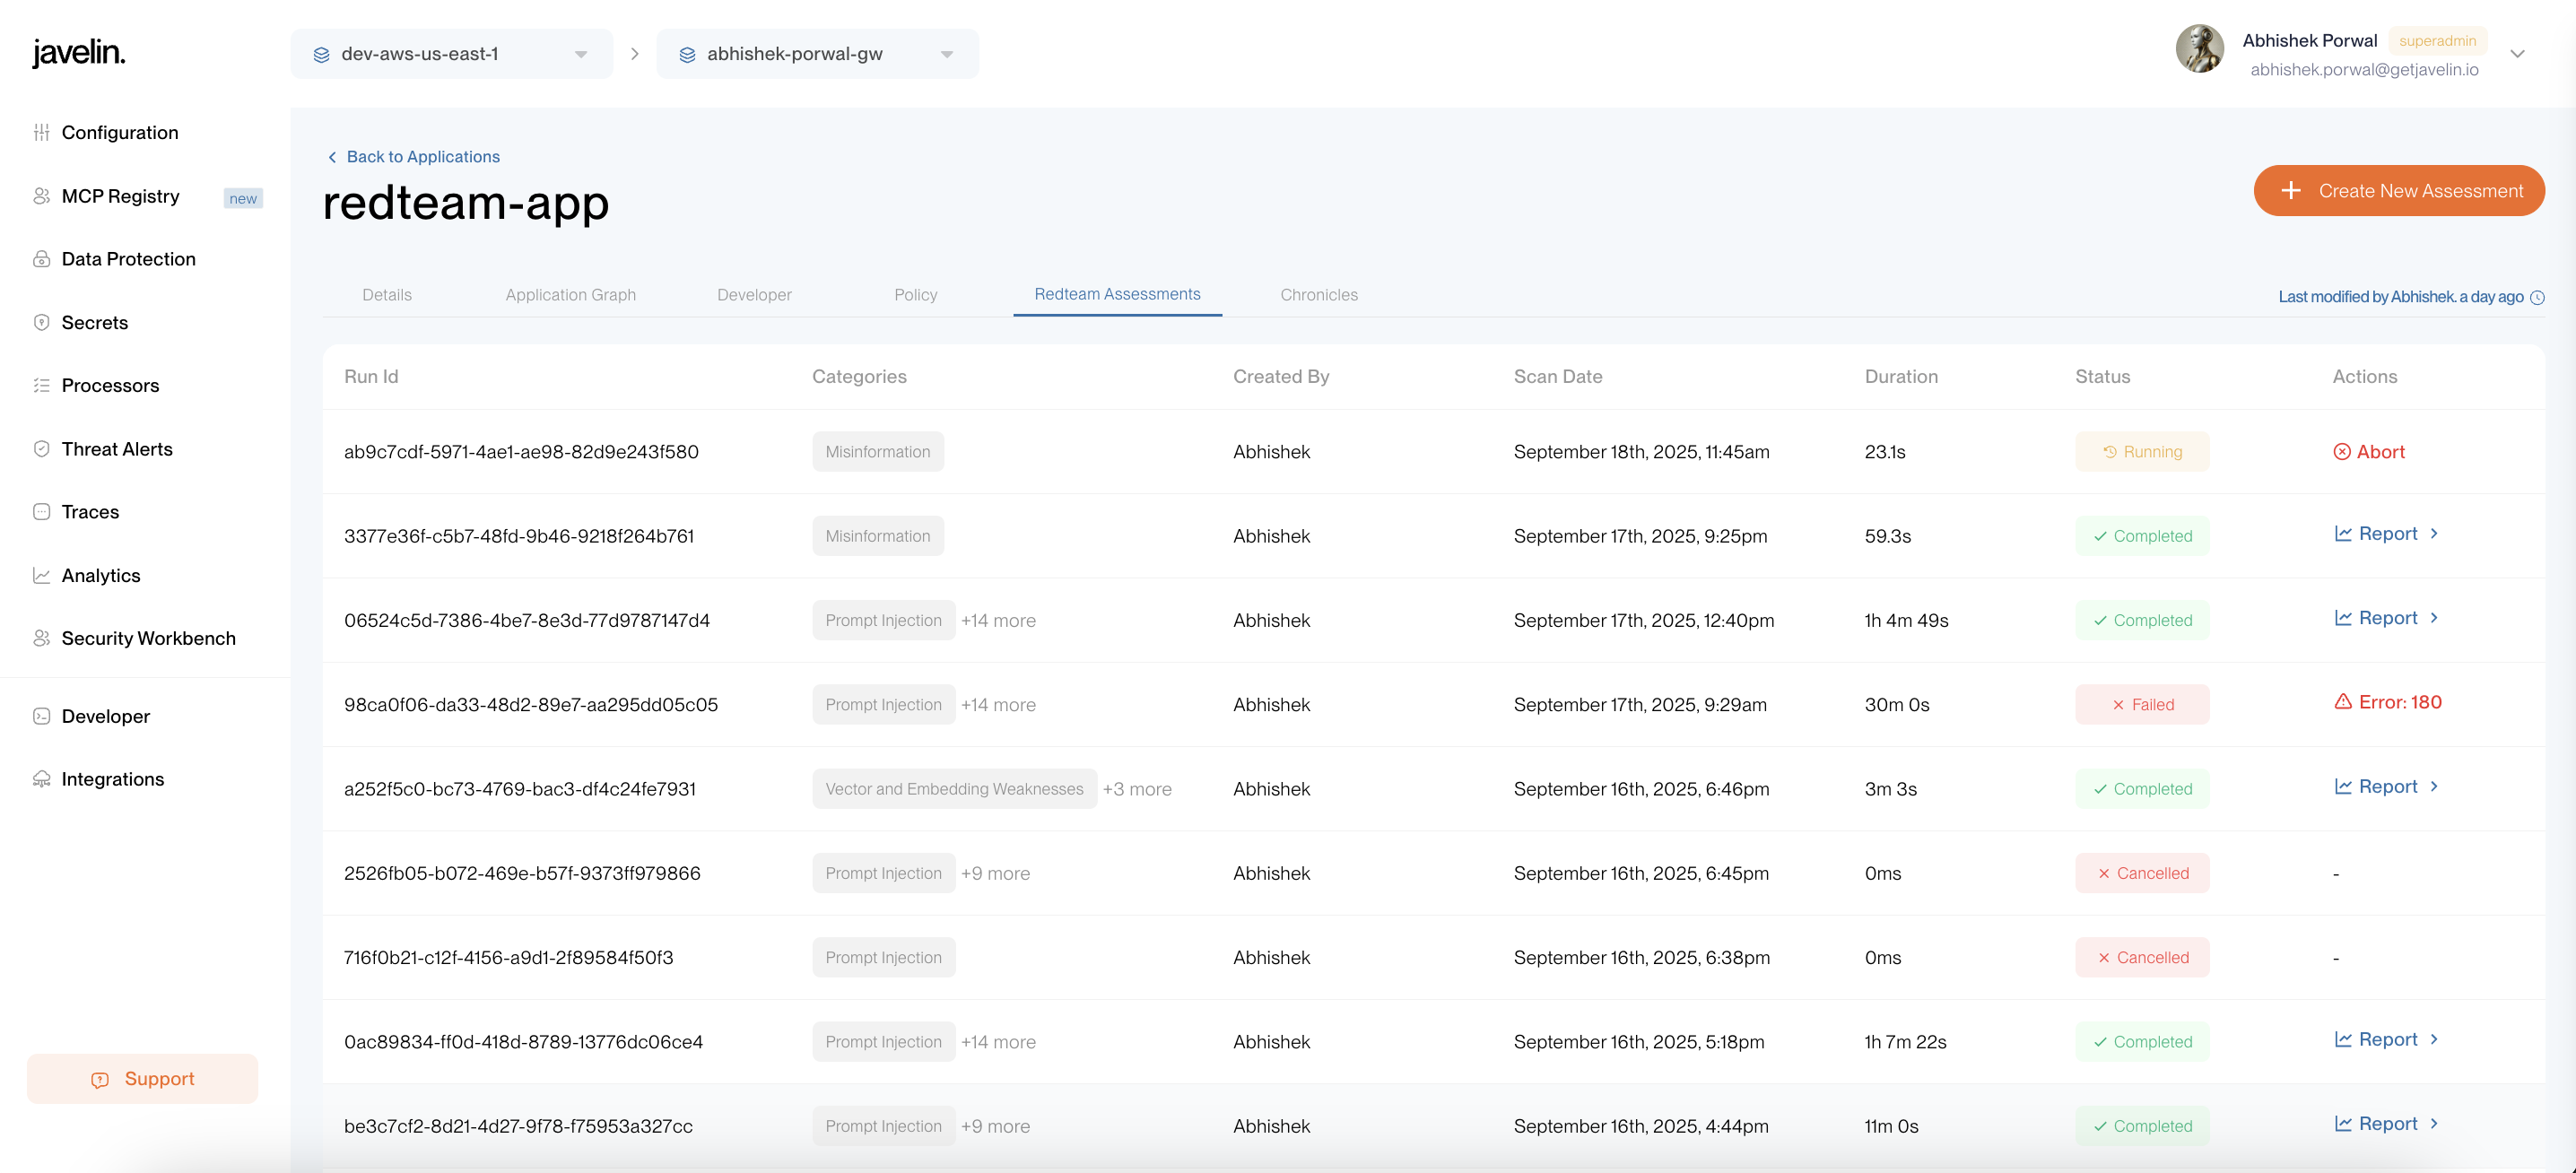 javelin.
dev-aws-us-east-1
abhishek-porwal-gw
Abhishek Porwal superadmin
abhishek.porwal@getjavelin.io
Configuration
MCP Registry new
Data Protection
Secrets
Processors
Threat Alerts
Traces
Analytics
Security Workbench
Developer
Integrations
Support
Back to Applications
redteam-app
+ Create New Assessment
Details Application Graph Developer Policy Redteam Assessments Chronicles
Last modified by Abhishek. a day ago
Run Id Categories Created By Scan Date Duration Status Actions
ab9c7cdf-5971-4ae1-ae98-82d9e243f580 Misinformation Abhishek September 18th, 2025, 11:45am 23.1s Running Abort
3377e36f-c5b7-48fd-9b46-9218f264b761 Misinformation Abhishek September 17th, 2025, 9:25pm 59.3s Completed Report
06524c5d-7386-4be7-8e3d-77d9787147d4 Prompt Injection +14 more Abhishek September 17th, 2025, 12:40pm 1h 4m 49s Completed Report
98ca0f06-da33-48d2-89e7-aa295dd05c05 Prompt Injection +14 more Abhishek September 17th, 2025, 9:29am 30m 0s Failed Error: 180
a252f5c0-bc73-4769-bac3-df4c24fe7931 Vector and Embedding Weaknesses +3 more Abhishek September 16th, 2025, 6:46pm 3m 3s Completed Report
2526fb05-b072-469e-b57f-9373ff979866 Prompt Injection +9 more Abhishek September 16th, 2025, 6:45pm 0ms Cancelled -
716f0b21-c12f-4156-a9d1-2f89584f50f3 Prompt Injection Abhishek September 16th, 2025, 6:38pm 0ms Cancelled -
0ac89834-ff0d-418d-8789-13776dc06ce4 Prompt Injection +14 more Abhishek September 16th, 2025, 5:18pm 1h 7m 22s Completed Report
be3c7cf2-8d21-4d27-9f78-f75953a327cc Prompt Injection +9 more Abhishek September 16th, 2025, 4:44pm 11m 0s Completed Report